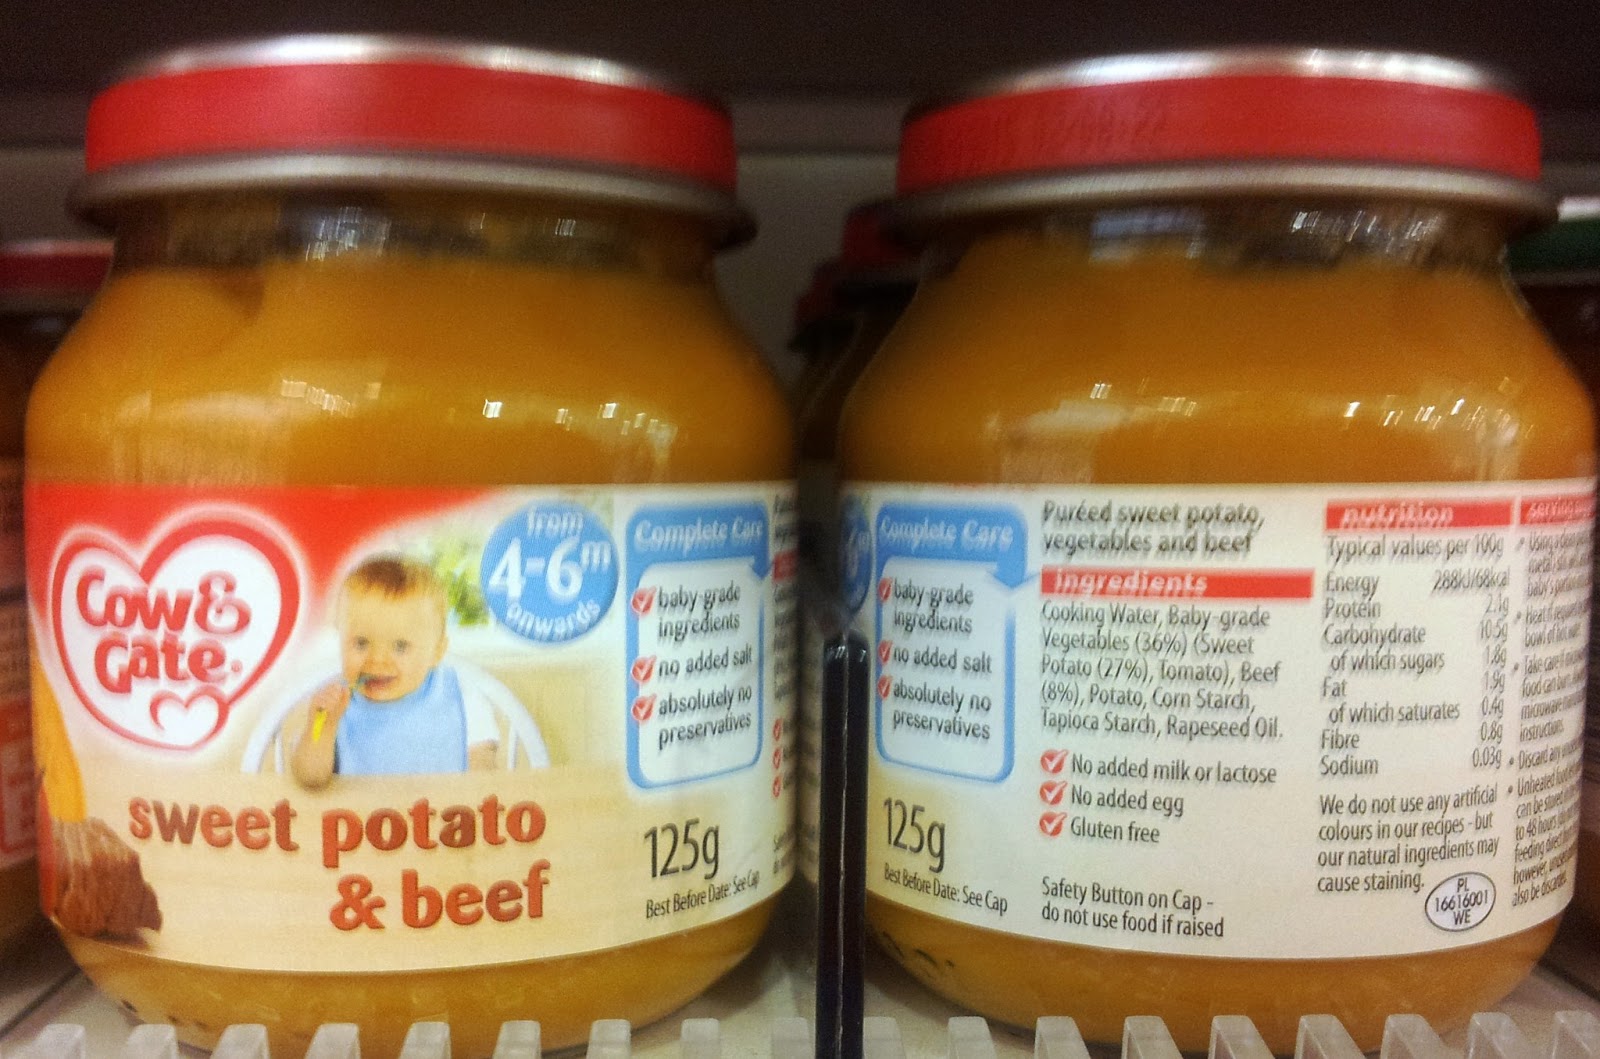 Cow&
Gate
from
4-6m
onwards
Complete Care
baby-grade
ingredients
no added salt
absolutely no
preservatives
sweet potato
& beef
125g
Best Before Date: See Cap
Complete Care
baby-grade
ingredients
no added salt
absolutely no
preservatives
125g
Best Before Date: See Cap
Puréed sweet potato,
vegetables and beef
ingredients
Cooking Water, Baby-grade
Vegetables (36%) (Sweet
Potato (27%), Tomato), Beef
(8%), Potato, Corn Starch,
Tapioca Starch, Rapeseed Oil.
No added milk or lactose
No added egg
Gluten free
Safety Button on Cap -
do not use food if raised
nutrition
Typical values per 100g
Energy 288kJ/68kcal
Protein 2.1g
Carbohydrate 10.5g
of which sugars 1.8g
Fat 1.9g
of which saturates 0.4g
Fibre 0.8g
Sodium 0.03g
We do not use any artificial
colours in our recipes - but
our natural ingredients may
cause staining.
PL
16616001
WE